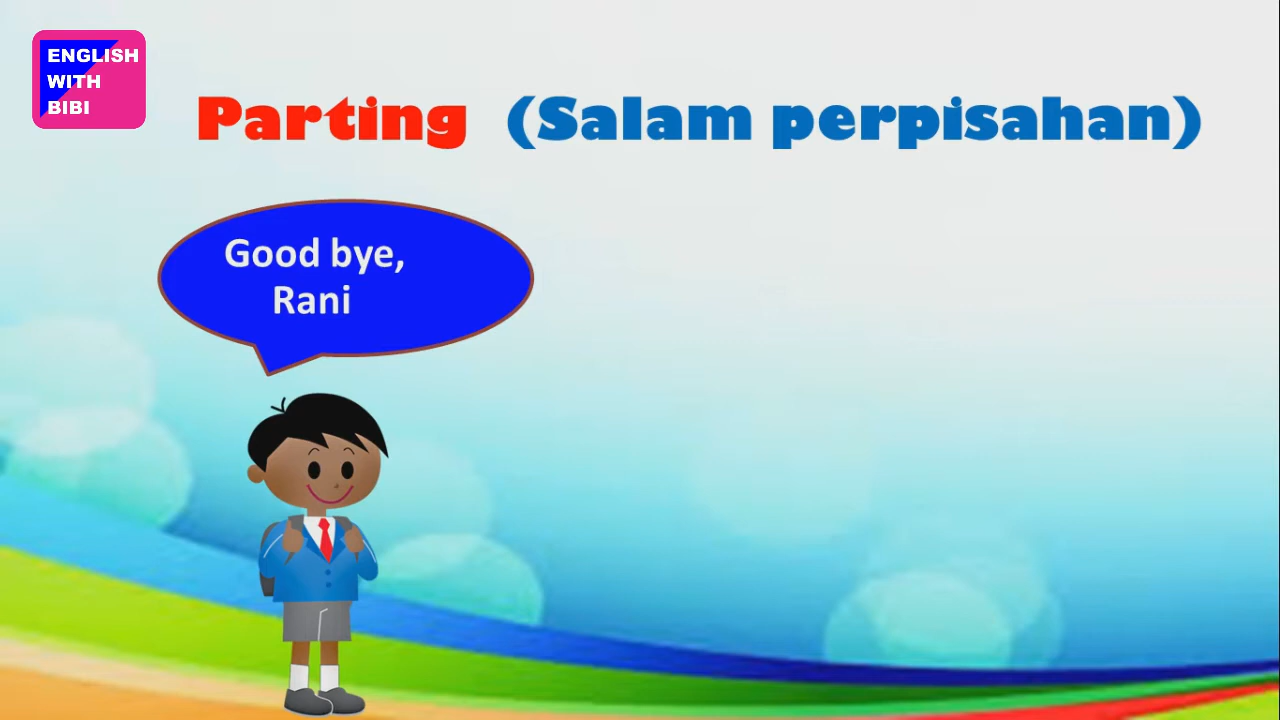 ENGLISH
WITH
BIBI
Parting (Salam perpisahan)
Good bye,
Rani